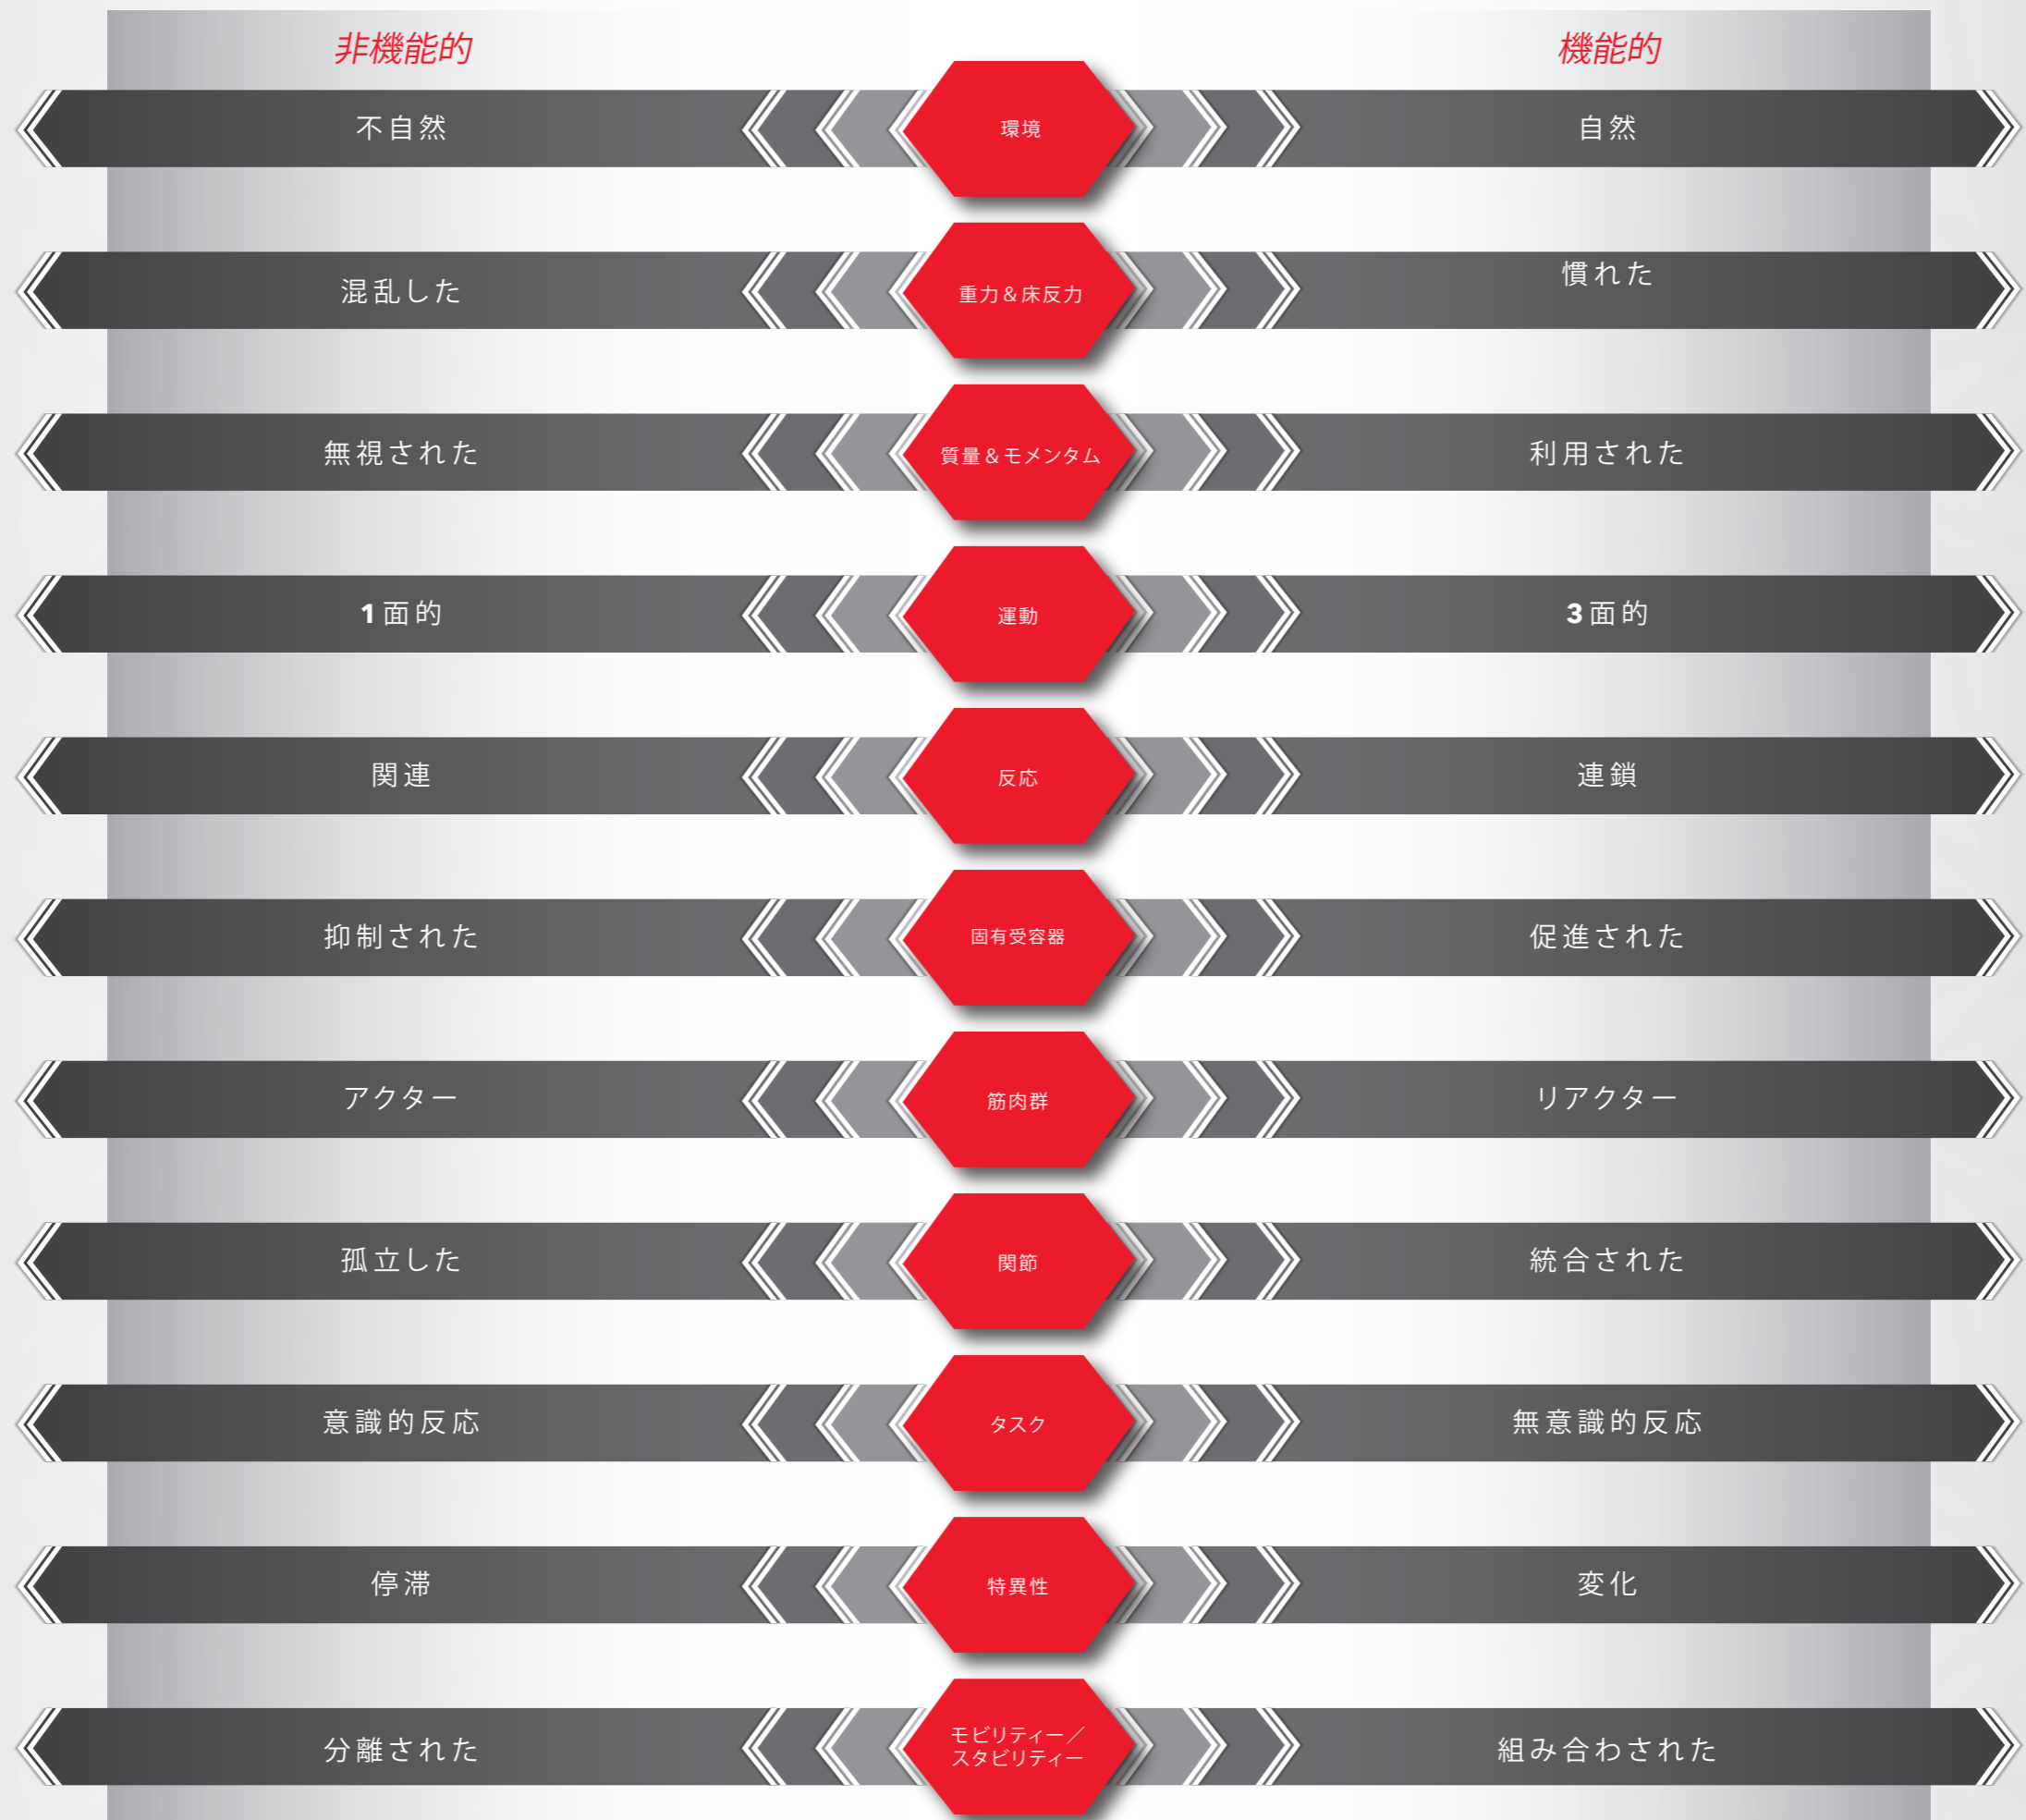 非機能的
機能的
不自然
環境
自然
混乱した
重力＆床反力
慣れた
無視された
質量＆モメンタム
利用された
1面的
運動
3面的
関連
反応
連鎖
抑制された
固有受容器
促進された
アクター
筋肉群
リアクター
孤立した
関節
統合された
意識的反応
タスク
無意識的反応
停滞
特異性
変化
分離された
モビリティー／
スタビリティー
組み合わされた